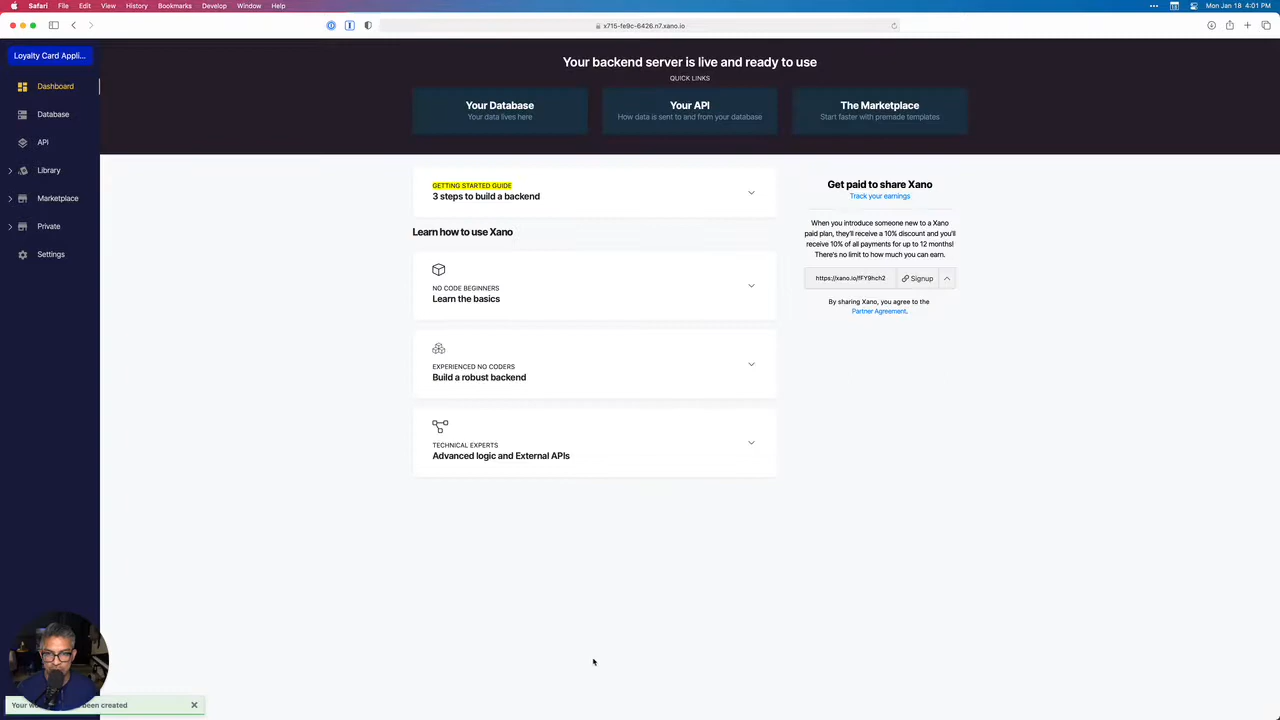 Safari File Edit View History Bookmarks Develop Window Help
Mon Jan 18 4:01 PM
x715-fe9c-6426.n7.xano.io
Loyalty Card Appli...
Dashboard
Database
API
Library
Marketplace
Private
Settings
Your backend server is live and ready to use
QUICK LINKS
Your Database
Your data lives here
Your API
How data is sent to and from your database
The Marketplace
Start faster with premade templates
GETTING STARTED GUIDE
3 steps to build a backend
Learn how to use Xano
NO CODE BEGINNERS
Learn the basics
EXPERIENCED NO CODERS
Build a robust backend
TECHNICAL EXPERTS
Advanced logic and External APIs
Get paid to share Xano
Track your earnings
When you introduce someone new to a Xano
paid plan, they'll receive a 10% discount and you'll
receive 10% of all payments for up to 12 months!
There's no limit to how much you can earn.
https://xano.io/fFY9hch2 Signup
By sharing Xano, you agree to the
Partner Agreement.
Your been created